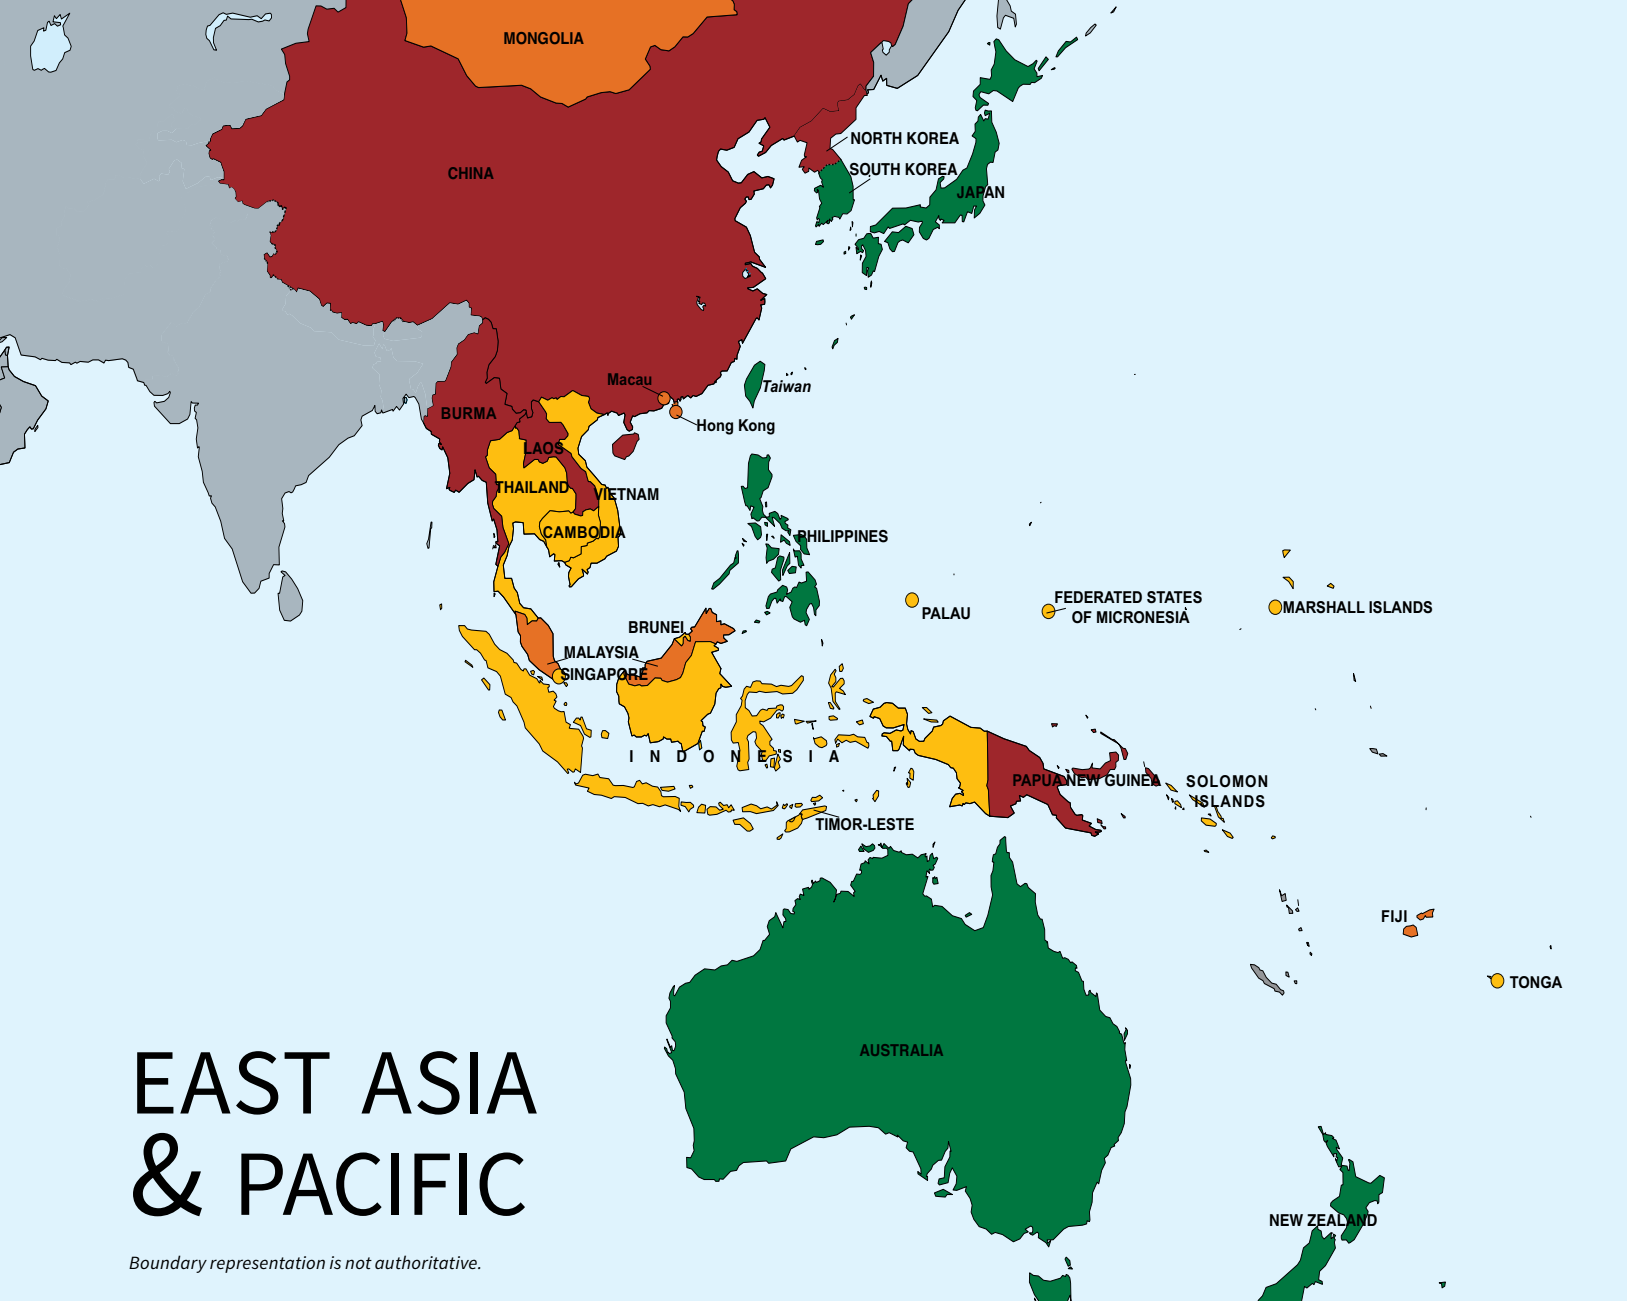 MONGOLIA
NORTH KOREA
SOUTH KOREA
CHINA
JAPAN
Macau
Taiwan
BURMA
Hong Kong
LAOS
THAILAND
VIETNAM
CAMBODIA
PHILIPPINES
PALAU
FEDERATED STATES
OF MICRONESIA
MARSHALL ISLANDS
BRUNEI
MALAYSIA
SINGAPORE
INDONESIA
PAPUA NEW GUINEA
SOLOMON
ISLANDS
TIMOR-LESTE
FIJI
TONGA
AUSTRALIA
EAST ASIA
& PACIFIC
NEW ZEALAND
Boundary representation is not authoritative.